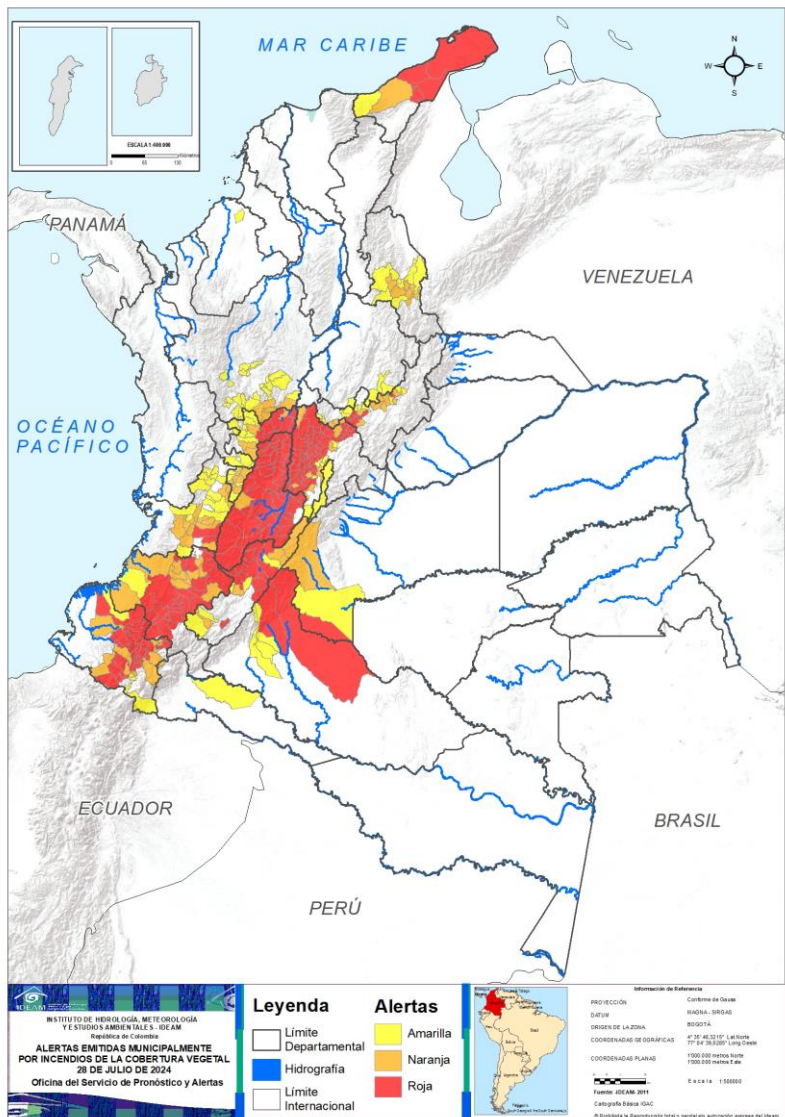 MAR CARIBE
N
W
E
S
ESCALA 1:400.000
PANAMÁ
VENEZUELA
OCÉANO
PACÍFICO
ECUADOR
BRASIL
PERÚ
IDEAM
INSTITUTO DE HIDROLOGÍA, METEOROLOGÍA
Y ESTUDIOS AMBIENTALES - IDEAM
República de Colombia
ALERTAS EMITIDAS MUNICIPALMENTE
POR INCENDIOS DE LA COBERTURA VEGETAL
28 DE JULIO DE 2024
Oficina del Servicio de Pronóstico y Alertas
Leyenda
Límite
Departamental
Hidrografía
Límite
Internacional
Alertas
Amarilla
Naranja
Roja
Información de Referencia
PROYECCIÓN Conforme de Gauss
DATUM MAGNA - SIRGAS
ORIGEN DE LA ZONA BOGOTÁ
COORDENADAS GEOGRÁFICAS
COORDENADAS PLANAS 1'000.000 metros Norte
1'000.000 metros Este
Escala 1:500000
Fuente: IDEAM- 2011
Cartografía Básica IGAC